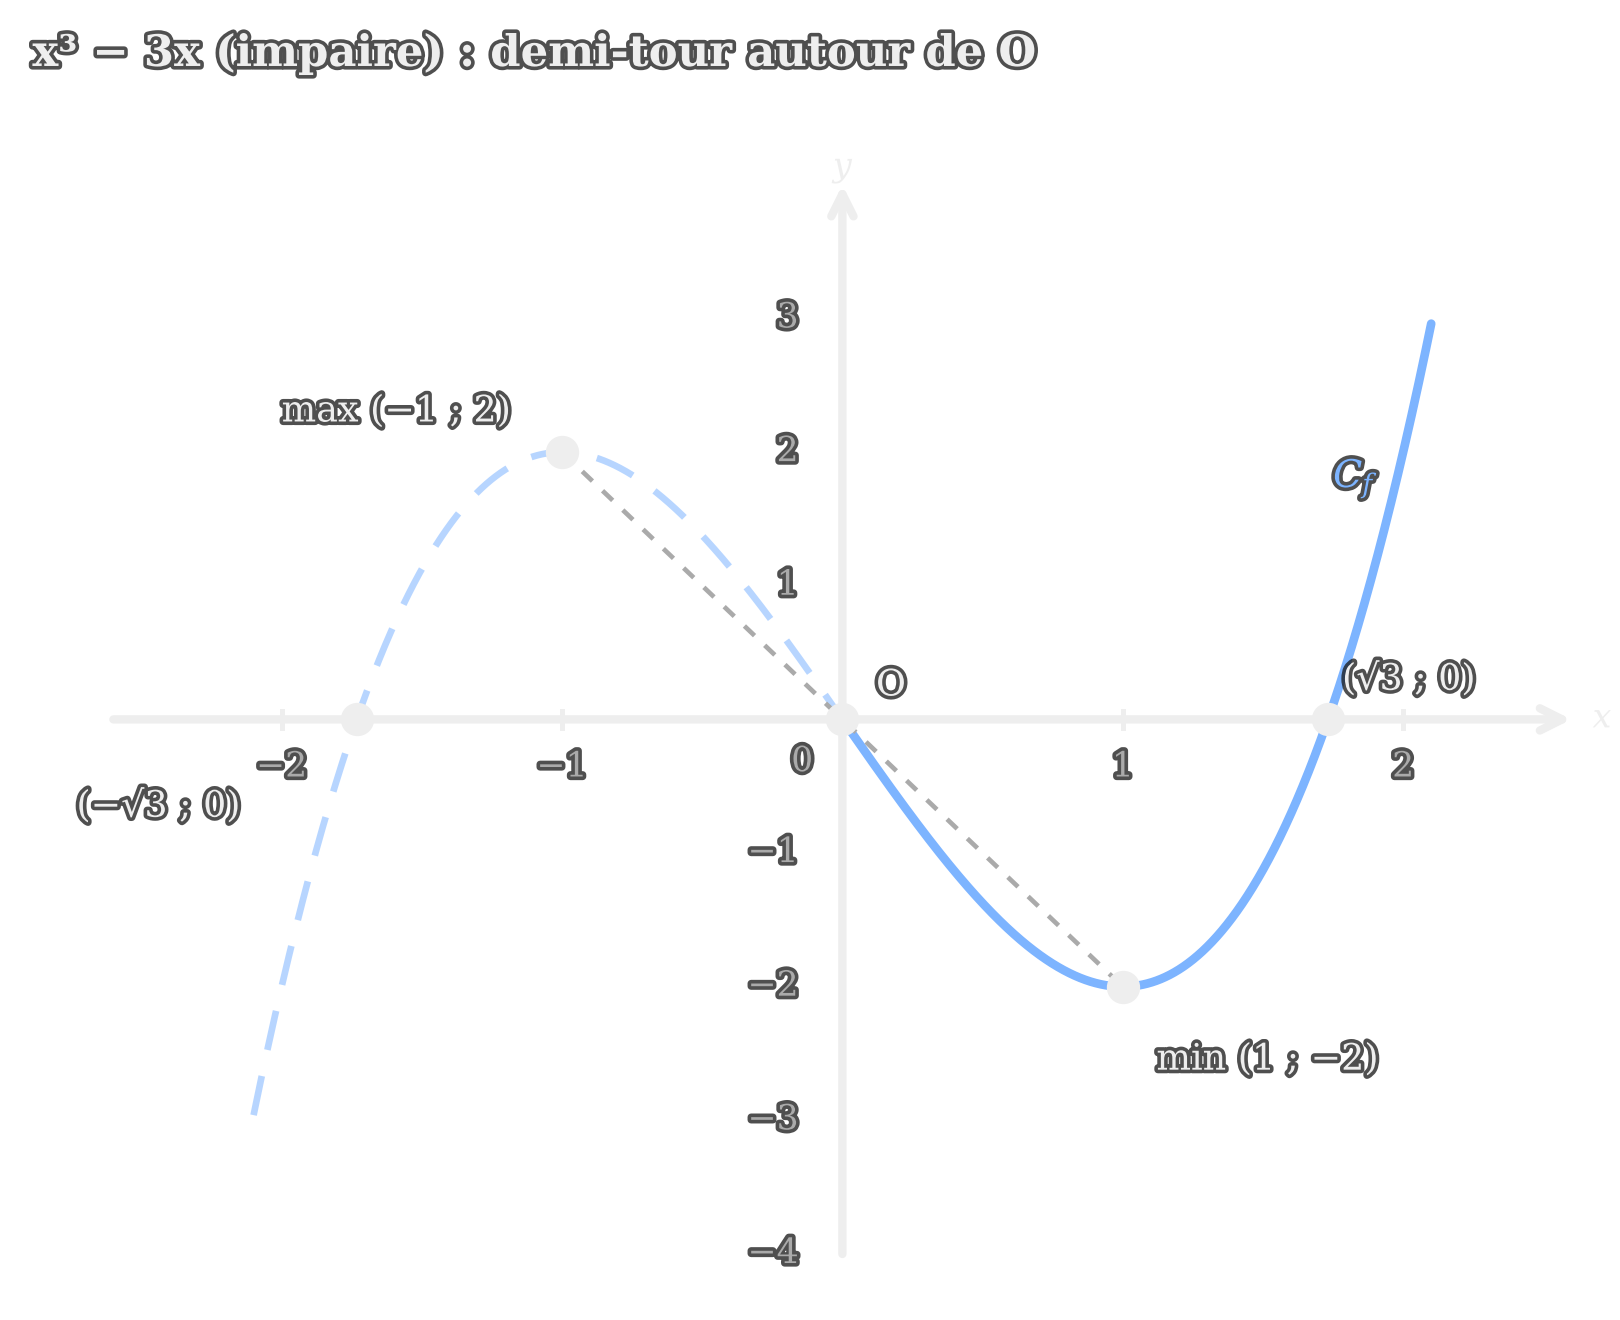 x³ − 3x (impaire) : demi-tour autour de O
y
3
max (−1 ; 2)
2
C_f
1
O
(√3 ; 0)
x
−2
−1
0
1
2
(−√3 ; 0)
−1
−2
min (1 ; −2)
−3
−4